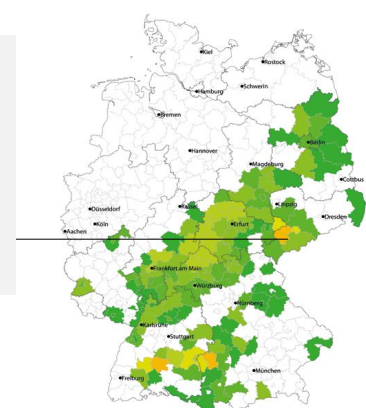 Kiel
Rostock
Schwerin
Hamburg
Bremen
Berlin
Hannover
Magdeburg
Cottbus
Düsseldorf
Kassel
Leipzig
Köln
Erfurt
Dresden
Aachen
Frankfurt am Main
Würzburg
Nürnberg
Karlsruhe
Stuttgart
München
Freiburg